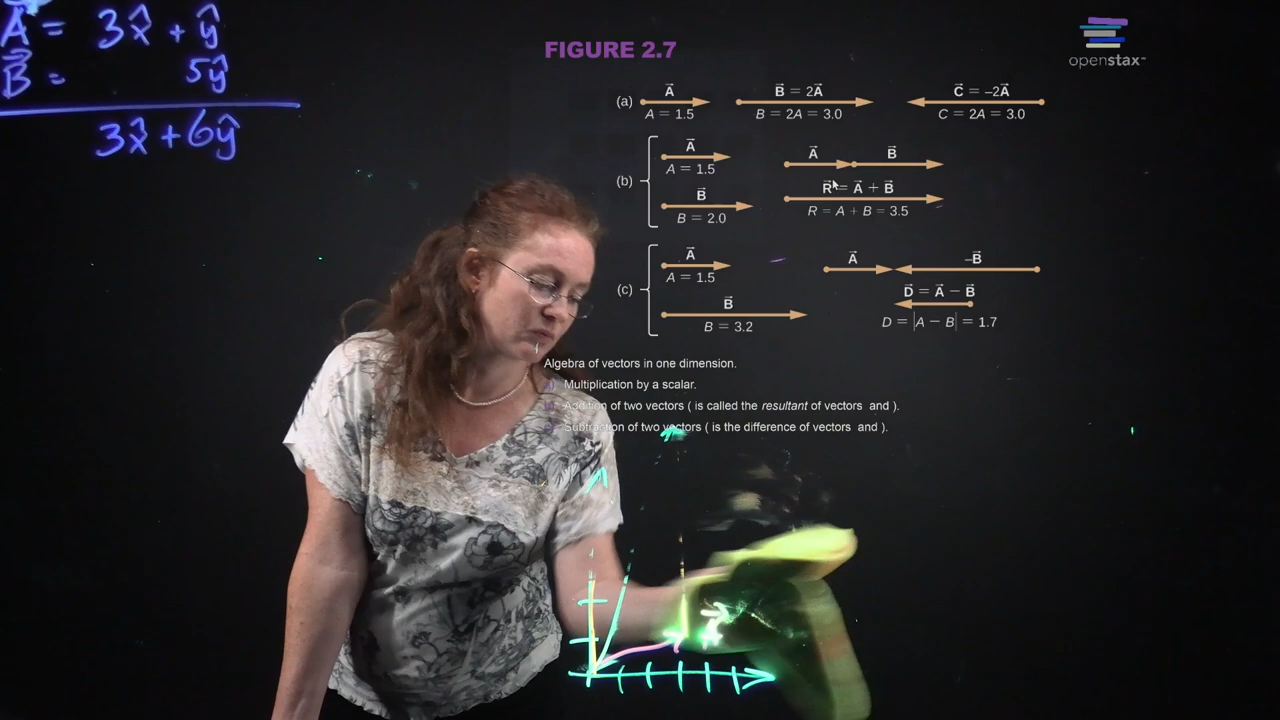 A⃗ = 3x̂ + ŷ
B⃗ = 5ŷ
3x̂ + 6ŷ
FIGURE 2.7
openstax™
(a)
A⃗
A = 1.5
B⃗ = 2A⃗
B = 2A = 3.0
C⃗ = –2A⃗
C = 2A = 3.0
(b)
A⃗
A = 1.5
B⃗
B = 2.0
A⃗ B⃗
R⃗ = A⃗ + B⃗
R = A + B = 3.5
(c)
A⃗
A = 1.5
B⃗
B = 3.2
A⃗ –B⃗
D⃗ = A⃗ – B⃗
D = |A – B| = 1.7
Algebra of vectors in one dimension.
Multiplication by a scalar.
Addition of two vectors ( is called the resultant of vectors and ).
Subtraction of two vectors ( is the difference of vectors and ).